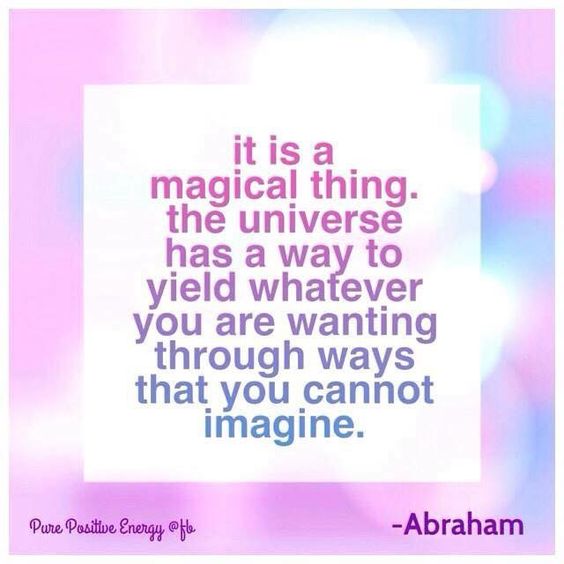 it is a
magical thing.
the universe
has a way to
yield whatever
you are wanting
through ways
that you cannot
imagine.
Pure Positive Energy @fb
-Abraham